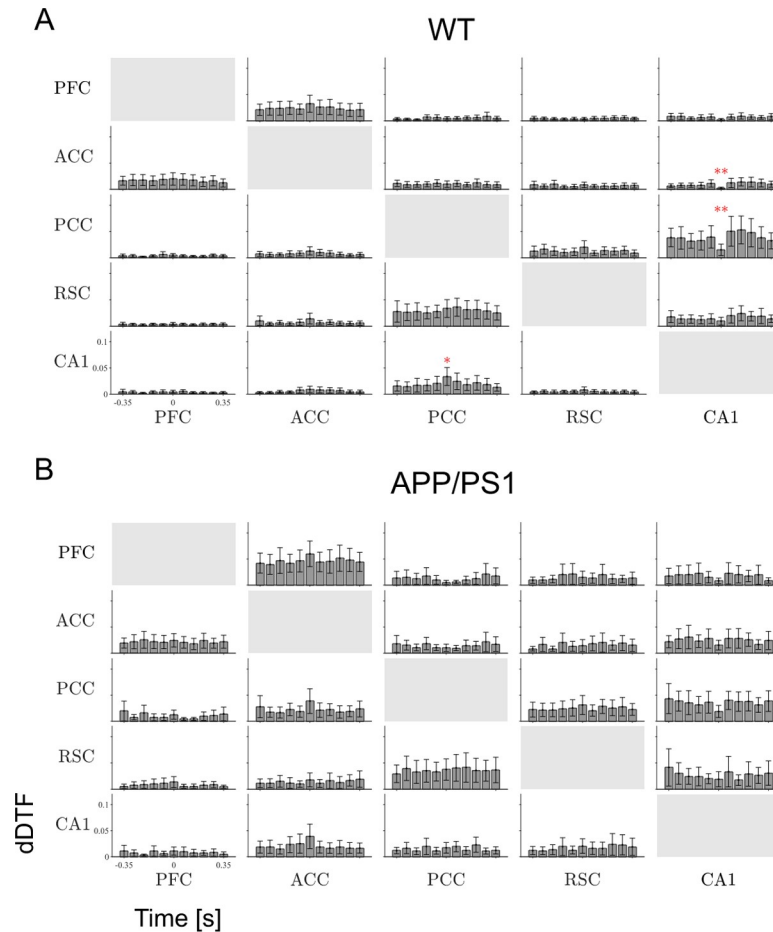 A
WT
PFC
ACC
**
PCC
**
RSC
CA1
*
0.1
0.05
0
-0.35 0 0.35
PFC ACC PCC RSC CA1
B
APP/PS1
PFC
ACC
PCC
RSC
CA1
0.1
0.05
0
-0.35 0 0.35
PFC ACC PCC RSC CA1
dDTF
Time [s]